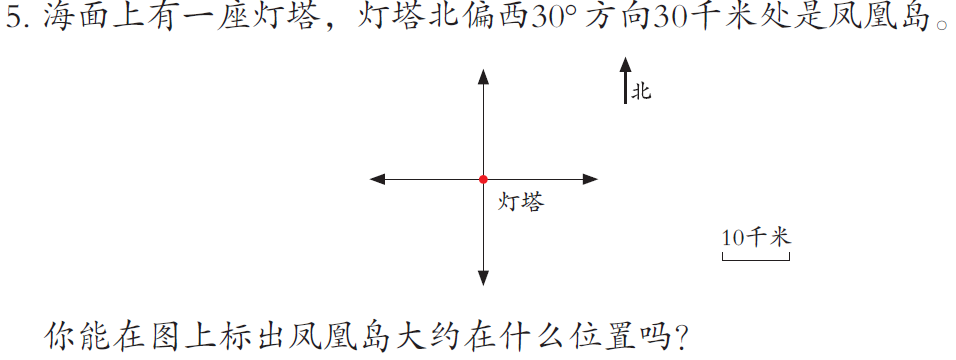 5. 海面上有一座灯塔，灯塔北偏西30°方向30千米处是凤凰岛。
北
灯塔
10千米
你能在图上标出凤凰岛大约在什么位置吗？